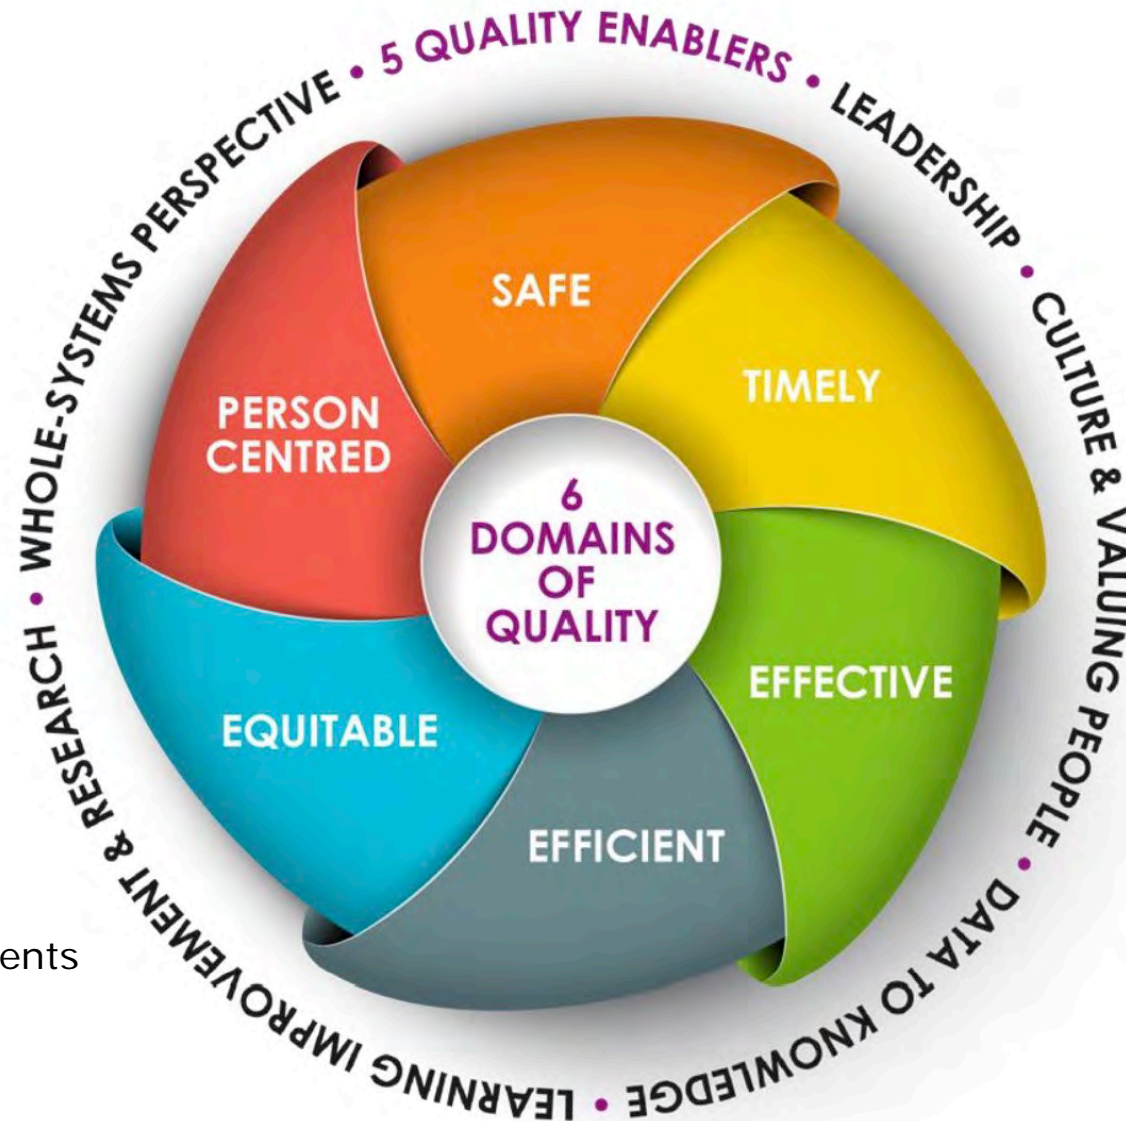 • 5 QUALITY ENABLERS • LEADERSHIP • CULTURE & VALUING PEOPLE • DATA TO KNOWLEDGE • LEARNING IMPROVEMENT & RESEARCH • WHOLE-SYSTEMS PERSPECTIVE
SAFE
TIMELY
PERSON
CENTRED
6
DOMAINS
OF
QUALITY
EFFECTIVE
EQUITABLE
EFFICIENT
ents